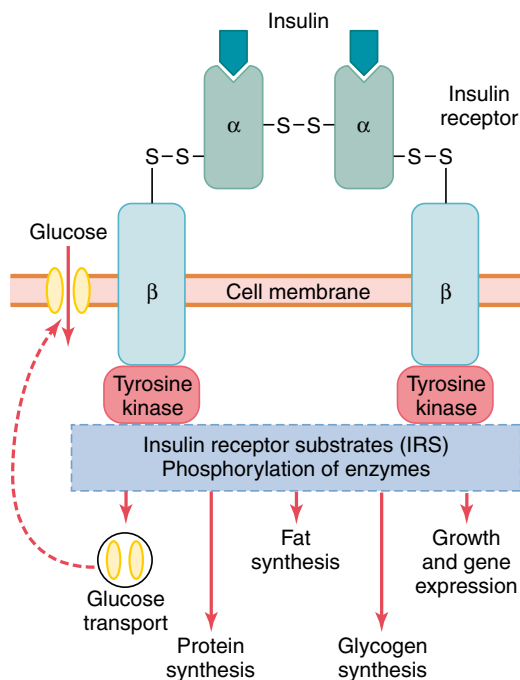 Insulin
Insulin
receptor
α
S–S
α
S–S
S–S
Glucose
β
Cell membrane
β
Tyrosine
kinase
Tyrosine
kinase
Insulin receptor substrates (IRS)
Phosphorylation of enzymes
Glucose
transport
Protein
synthesis
Fat
synthesis
Glycogen
synthesis
Growth
and gene
expression